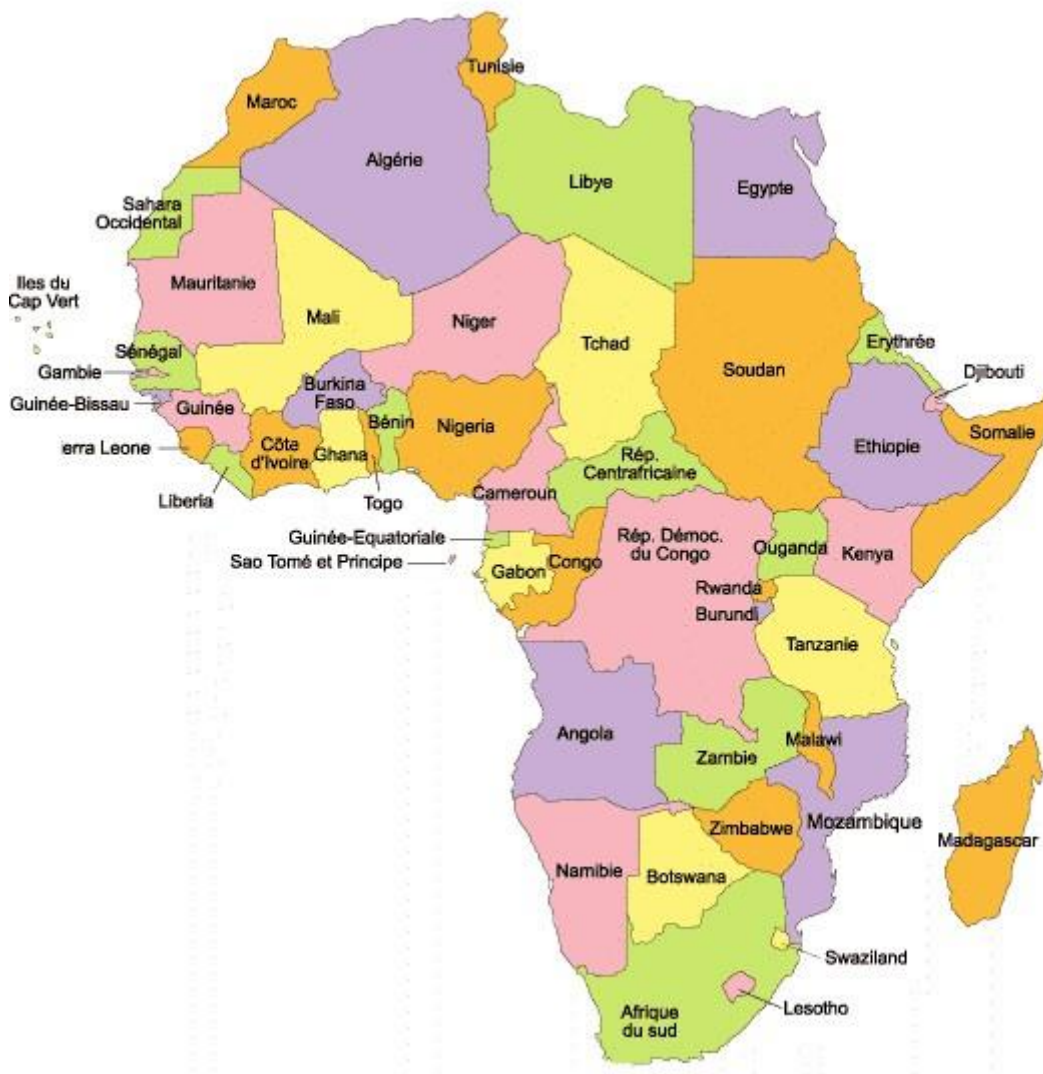 Tunisie
Maroc
Algérie
Libye
Egypte
Sahara
Occidental
Mauritanie
Iles du
Cap Vert
Mali
Niger
Tchad
Soudan
Erythrée
Sénégal
Gambie
Djibouti
Guinée-Bissau
Guinée
Burkina
Faso
Bénin
Nigeria
Ethiopie
Somalie
erra Leone
Côte
d'Ivoire
Ghana
Rép.
Centrafricaine
Liberia
Togo
Cameroun
Guinée-Equatoriale
Sao Tomé et Principe
Gabon
Congo
Rép. Démoc.
du Congo
Ouganda
Kenya
Rwanda
Burundi
Tanzanie
Angola
Zambie
Malawi
Mozambique
Zimbabwe
Madagascar
Namibie
Botswana
Swaziland
Lesotho
Afrique
du sud